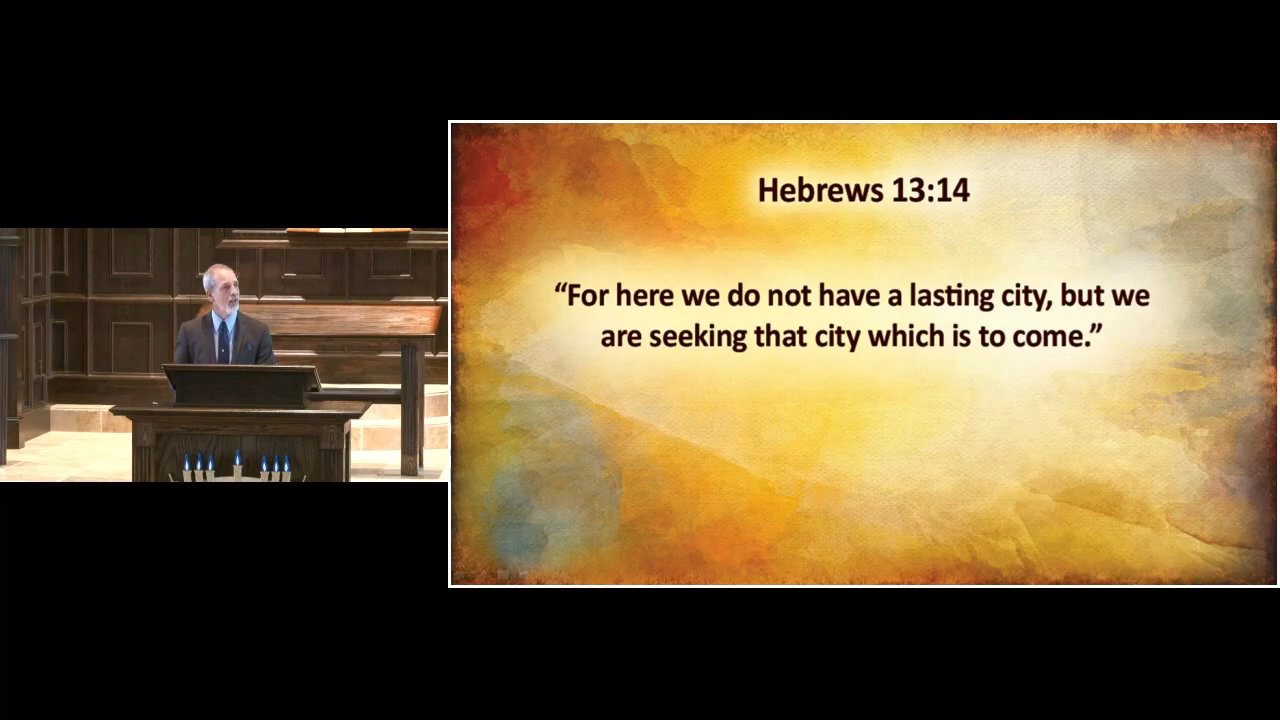 Hebrews 13:14
“For here we do not have a lasting city, but we
are seeking that city which is to come.”